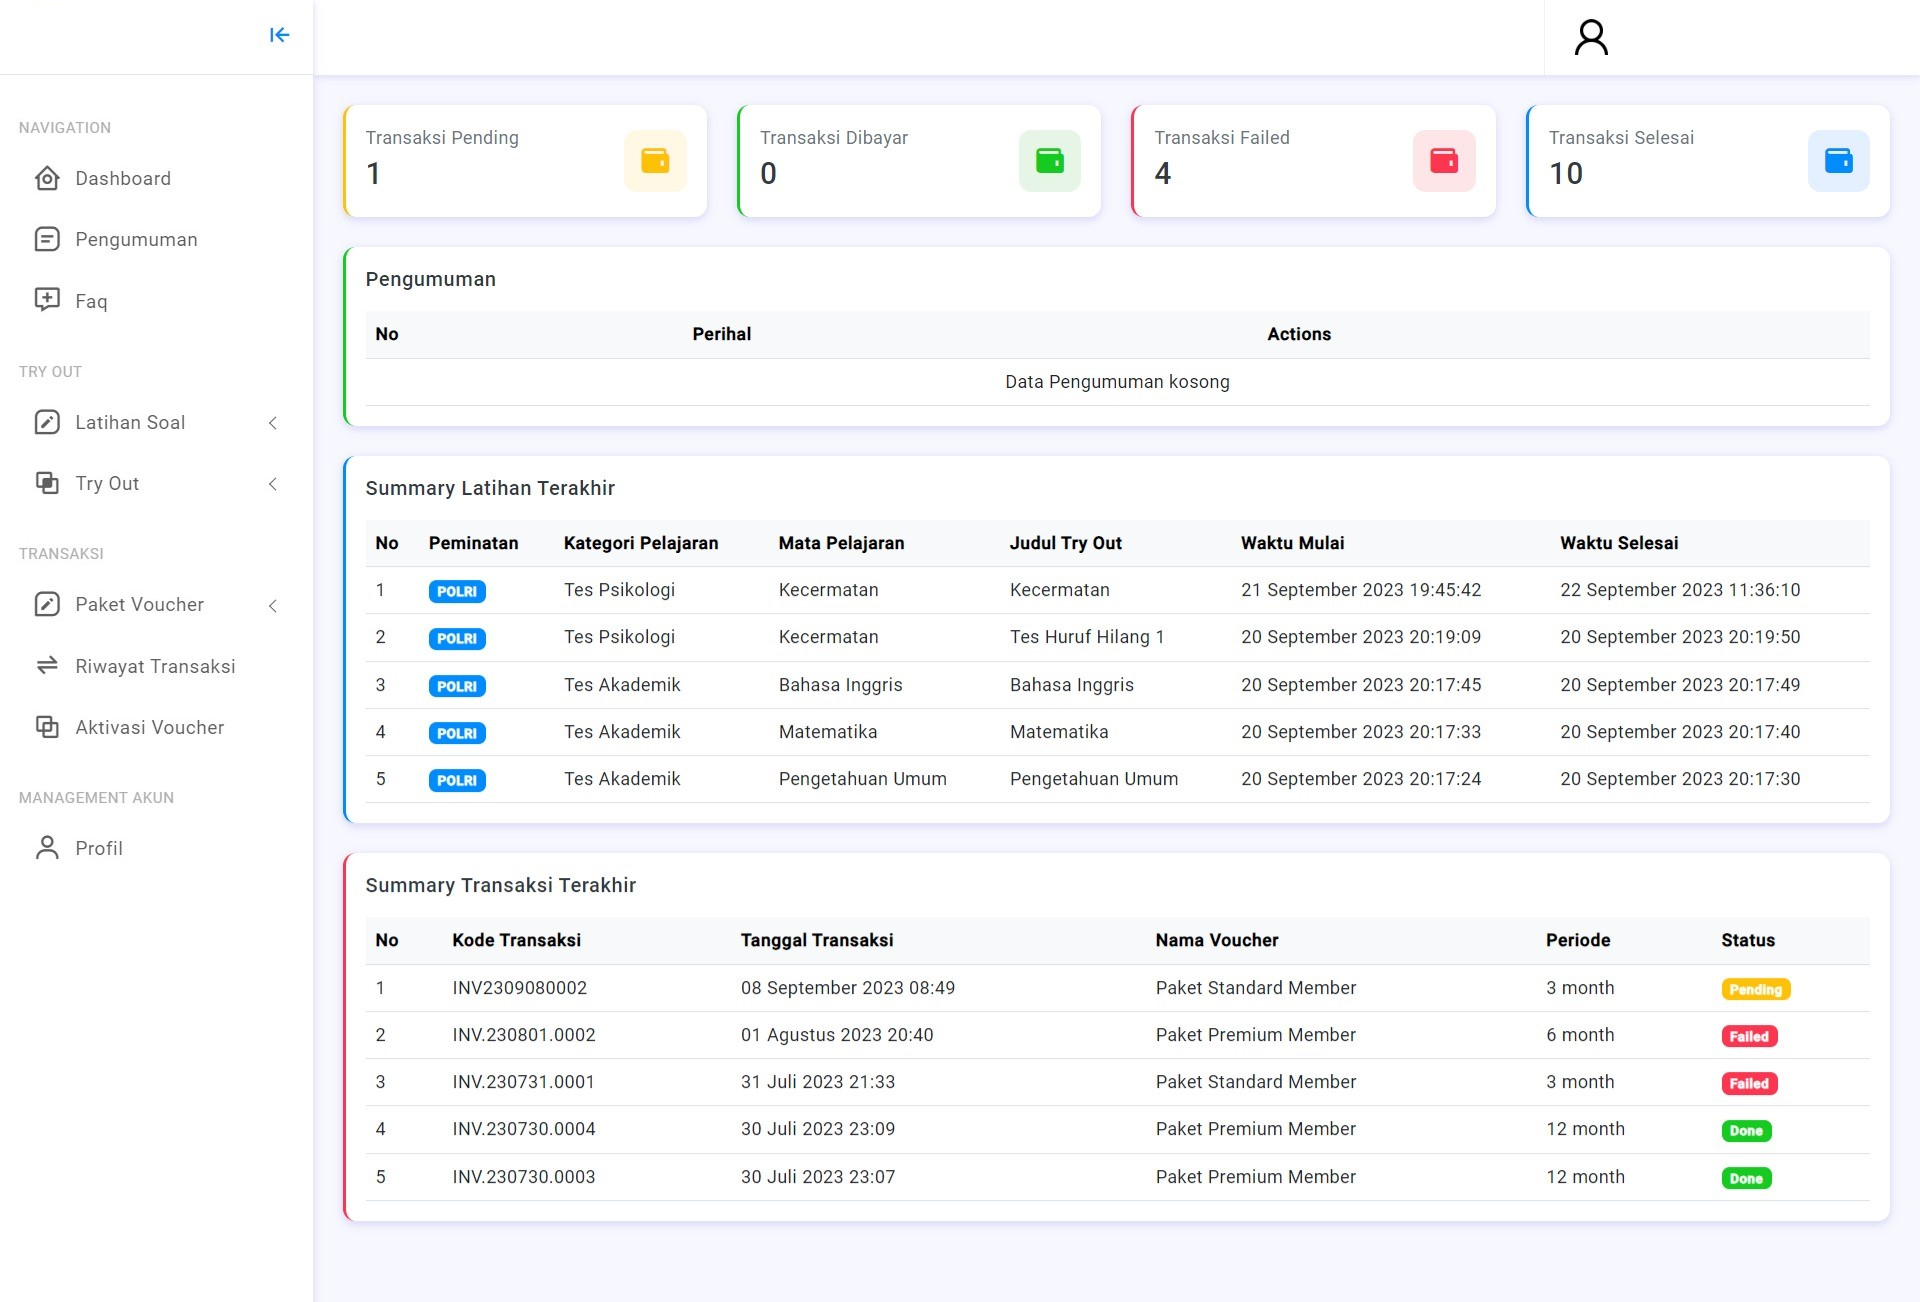 NAVIGATION
Dashboard
Pengumuman
Faq
TRY OUT
Latihan Soal
Try Out
TRANSAKSI
Paket Voucher
Riwayat Transaksi
Aktivasi Voucher
MANAGEMENT AKUN
Profil
Transaksi Pending
1
Transaksi Dibayar
0
Transaksi Failed
4
Transaksi Selesai
10
Pengumuman
No Perihal Actions
Data Pengumuman kosong
Summary Latihan Terakhir
No Peminatan Kategori Pelajaran Mata Pelajaran Judul Try Out Waktu Mulai Waktu Selesai
1 POLRI Tes Psikologi Kecermatan Kecermatan 21 September 2023 19:45:42 22 September 2023 11:36:10
2 POLRI Tes Psikologi Kecermatan Tes Huruf Hilang 1 20 September 2023 20:19:09 20 September 2023 20:19:50
3 POLRI Tes Akademik Bahasa Inggris Bahasa Inggris 20 September 2023 20:17:45 20 September 2023 20:17:49
4 POLRI Tes Akademik Matematika Matematika 20 September 2023 20:17:33 20 September 2023 20:17:40
5 POLRI Tes Akademik Pengetahuan Umum Pengetahuan Umum 20 September 2023 20:17:24 20 September 2023 20:17:30
Summary Transaksi Terakhir
No Kode Transaksi Tanggal Transaksi Nama Voucher Periode Status
1 INV2309080002 08 September 2023 08:49 Paket Standard Member 3 month Pending
2 INV.230801.0002 01 Agustus 2023 20:40 Paket Premium Member 6 month Failed
3 INV.230731.0001 31 Juli 2023 21:33 Paket Standard Member 3 month Failed
4 INV.230730.0004 30 Juli 2023 23:09 Paket Premium Member 12 month Done
5 INV.230730.0003 30 Juli 2023 23:07 Paket Premium Member 12 month Done